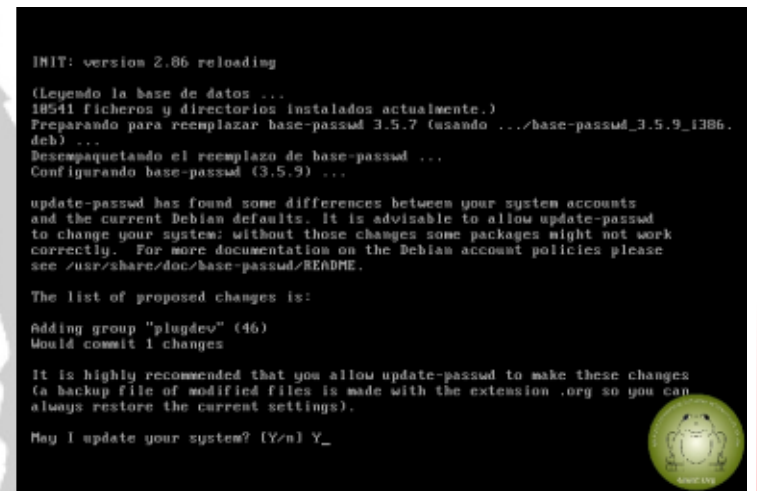 INIT: version 2.86 reloading
(Leyendo la base de datos ...
10541 ficheros y directorios instalados actualmente.)
Preparando para reemplazar base-passwd 3.5.7 (usando .../base-passwd_3.5.9_i386.
deb) ...
Desempaquetando el reemplazo de base-passwd ...
Configurando base-passwd (3.5.9) ...
update-passwd has found some differences between your system accounts
and the current Debian defaults. It is advisable to allow update-passwd
to change your system; without those changes some packages might not work
correctly.  For more documentation on the Debian account policies please
see /usr/share/doc/base-passwd/README.
The list of proposed changes is:
Adding group "plugdev" (46)
Would commit 1 changes
It is highly recommended that you allow update-passwd to make these changes
(a backup file of modified files is made with the extension .org so you can
always restore the current settings).
May I update your system? [Y/n] Y_